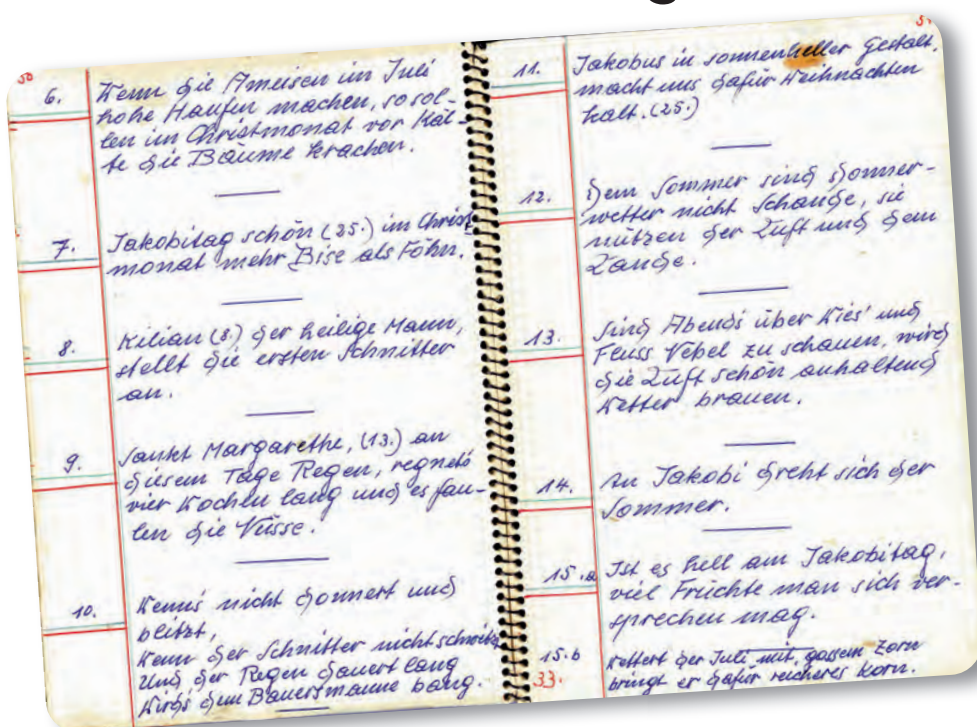 50
6.
Wenn die Ameisen im Juli
hohe Haufen machen, so sol-
len im Christmonat vor Käl-
te die Bäume krachen.
7.
Jakobitag schön (25.) im Christ
monat mehr Bise als Föhn.
8.
Kilian (8.) der heilige Mann,
stellt die ersten Schnitter
an.
9.
Sankt Margarethe, (13.) an
diesem Tage Regen, regnets
vier Wochen lang und es fau-
len die Nüsse.
10.
Wenns nicht donnert und
blitzt,
Wenn der Schnitter nicht schwitzt
Und der Regen dauert lang
Wirds dem Bauersmanne bang.
11.
Jakobus in sonnenheller Gestalt,
macht uns dafür Weihnachten
kalt. (25.)
12.
Dem Sommer sind Donner-
wetter nicht Schande, sie
nützen der Luft und dem
Lande.
13.
Sind Abends über Wies' und
Fluss Nebel zu schauen, wird
die Luft schön anhaltend
Wetter brauen.
14.
An Jakobi dreht sich der
Sommer.
15.a
Ist es hell am Jakobitag,
viel Früchte man sich ver-
sprechen mag.
15.b
Wettert der Juli mit gossem Zorn
bringt er dafür reicheres Korn.
33.